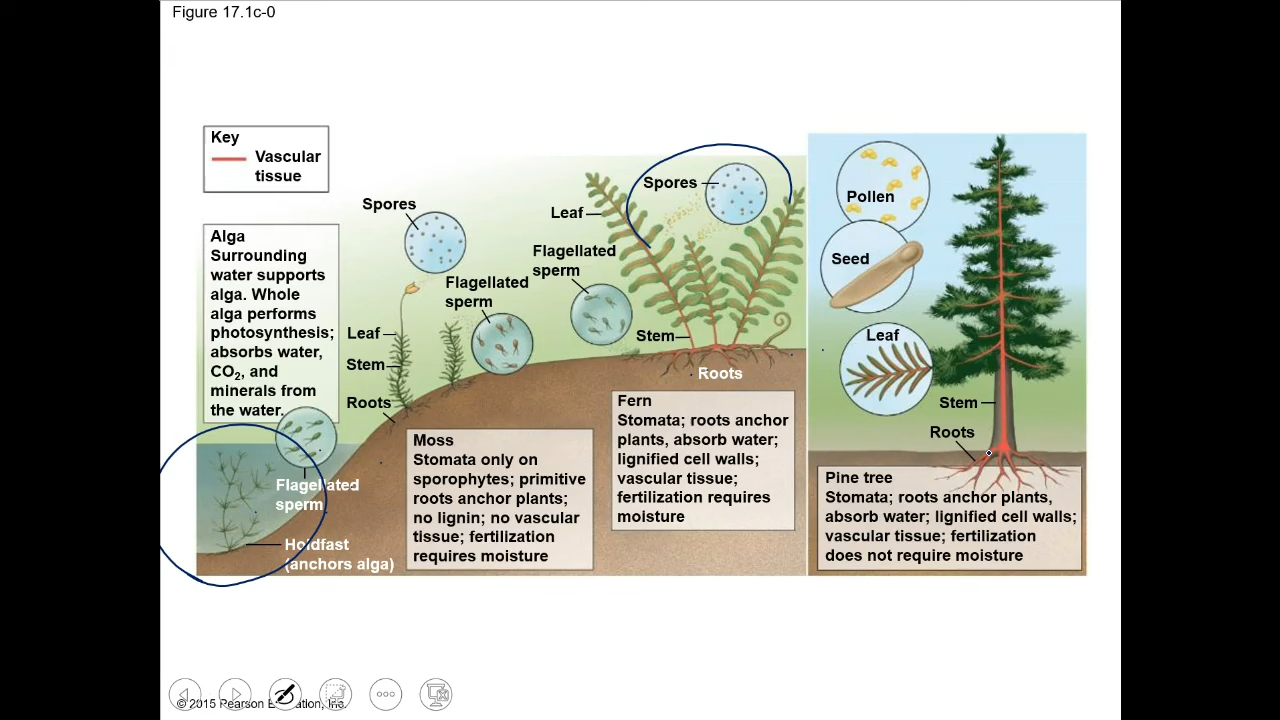 Figure 17.1c-0
Key
Vascular
tissue
Alga
Surrounding
water supports
alga. Whole
alga performs
photosynthesis;
absorbs water,
CO₂, and
minerals from
the water.
Flagellated
sperm
Holdfast
(anchors alga)
Spores
Flagellated
sperm
Leaf
Stem
Roots
Moss
Stomata only on
sporophytes; primitive
roots anchor plants;
no lignin; no vascular
tissue; fertilization
requires moisture
Spores
Leaf
Flagellated
sperm
Stem
Roots
Fern
Stomata; roots anchor
plants, absorb water;
lignified cell walls;
vascular tissue;
fertilization requires
moisture
Pollen
Seed
Leaf
Stem
Roots
Pine tree
Stomata; roots anchor plants,
absorb water; lignified cell walls;
vascular tissue; fertilization
does not require moisture
© 2015 Pearson Inc.